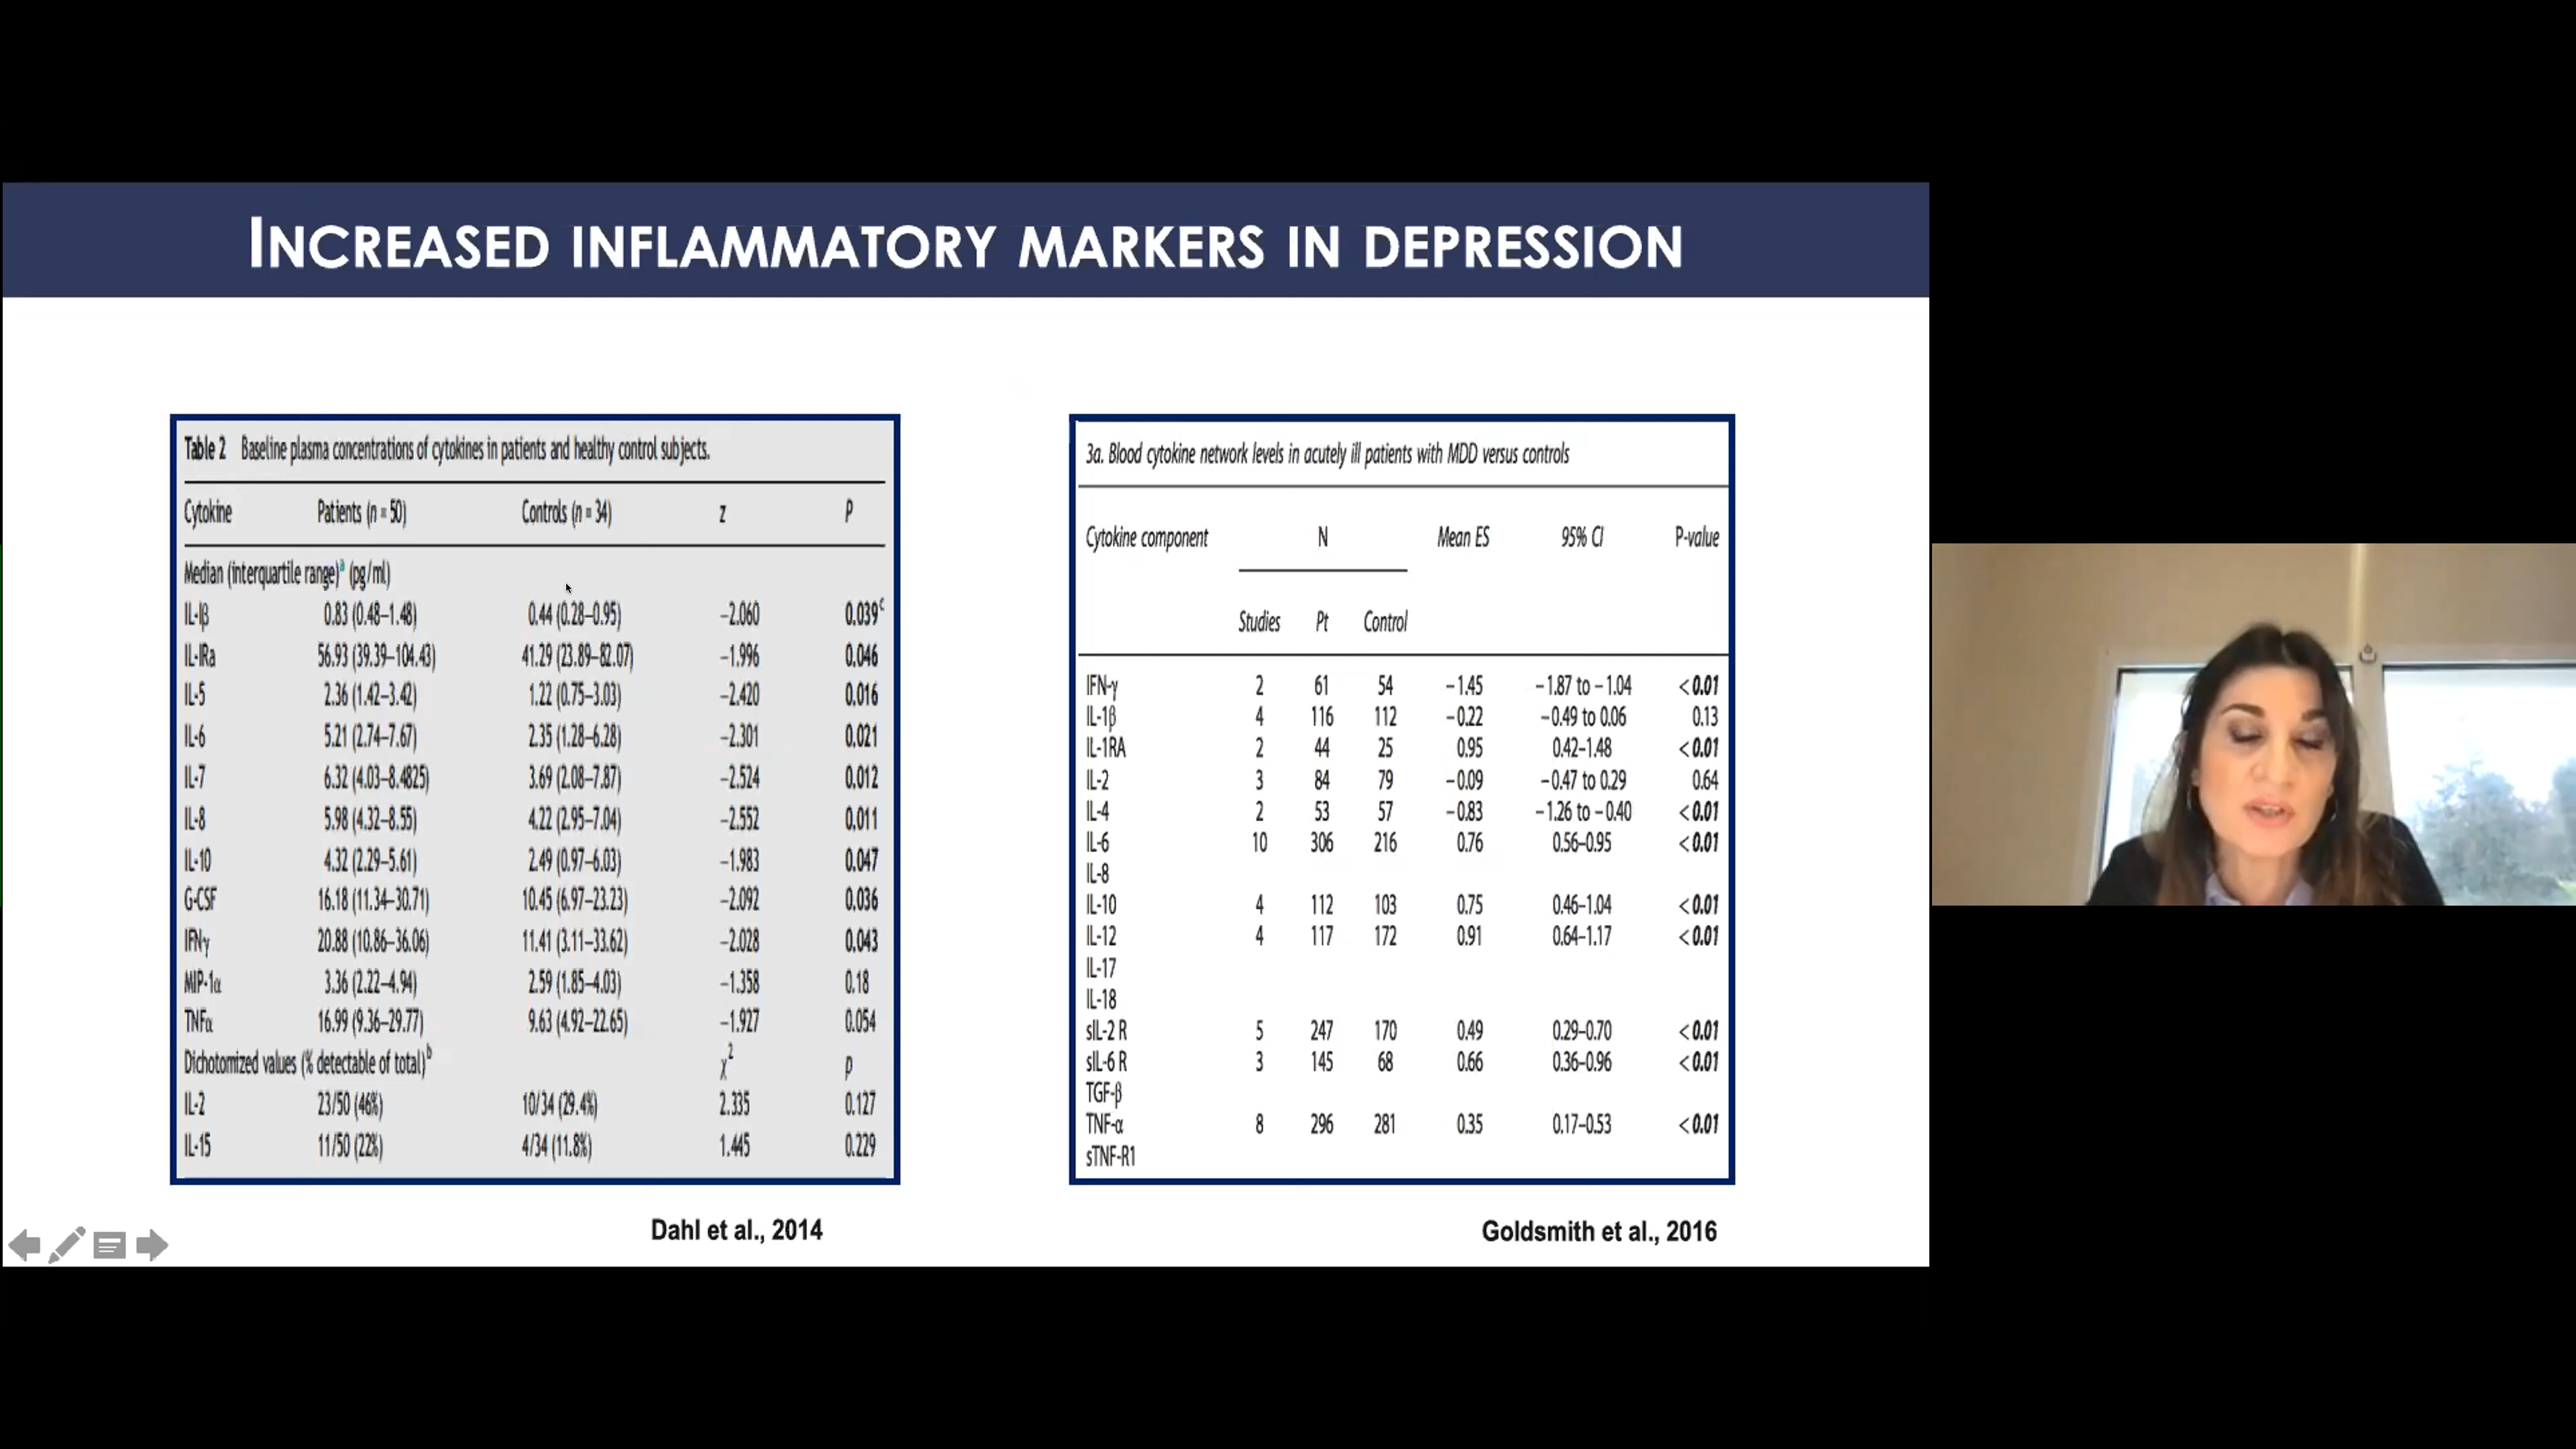 INCREASED INFLAMMATORY MARKERS IN DEPRESSION
Table 2 Baseline plasma concentrations of cytokines in patients and healthy control subjects.
Cytokine Patients (n = 50) Controls (n = 34) z P
Median (interquartile range)a (pg/ml)
IL-Iβ 0.83 (0.48–1.48) 0.44 (0.28–0.95) −2.060 0.039c
IL-IRa 56.93 (39.39–104.43) 41.29 (23.89–82.07) −1.996 0.046
IL-5 2.36 (1.42–3.42) 1.22 (0.75–3.03) −2.420 0.016
IL-6 5.21 (2.74–7.67) 2.35 (1.28–6.28) −2.301 0.021
IL-7 6.32 (4.03–8.4825) 3.69 (2.08–7.87) −2.524 0.012
IL-8 5.98 (4.32–8.55) 4.22 (2.95–7.04) −2.552 0.011
IL-10 4.32 (2.29–5.61) 2.49 (0.97–6.03) −1.983 0.047
G-CSF 16.18 (11.34–30.71) 10.45 (6.97–23.23) −2.092 0.036
IFNγ 20.88 (10.86–36.06) 11.41 (3.11–33.62) −2.028 0.043
MIP-1α 3.36 (2.22–4.94) 2.59 (1.85–4.03) −1.358 0.18
TNFα 16.99 (9.36–29.77) 9.63 (4.92–22.65) −1.927 0.054
Dichotomized values (% detectable of total)b χ2 p
IL-2 23/50 (46%) 10/34 (29.4%) 2.335 0.127
IL-15 11/50 (22%) 4/34 (11.8%) 1.445 0.229
Dahl et al., 2014
3a. Blood cytokine network levels in acutely ill patients with MDD versus controls
Cytokine component N Mean ES 95% CI P-value
Studies Pt Control
IFN-γ 2 61 54 −1.45 −1.87 to −1.04 <0.01
IL-1β 4 116 112 −0.22 −0.49 to 0.06 0.13
IL-1RA 2 44 25 0.95 0.42–1.48 <0.01
IL-2 3 84 79 −0.09 −0.47 to 0.29 0.64
IL-4 2 53 57 −0.83 −1.26 to −0.40 <0.01
IL-6 10 306 216 0.76 0.56–0.95 <0.01
IL-8
IL-10 4 112 103 0.75 0.46–1.04 <0.01
IL-12 4 117 172 0.91 0.64–1.17 <0.01
IL-17
IL-18
sIL-2 R 5 247 170 0.49 0.29–0.70 <0.01
sIL-6 R 3 145 68 0.66 0.36–0.96 <0.01
TGF-β
TNF-α 8 296 281 0.35 0.17–0.53 <0.01
sTNF-R1
Goldsmith et al., 2016